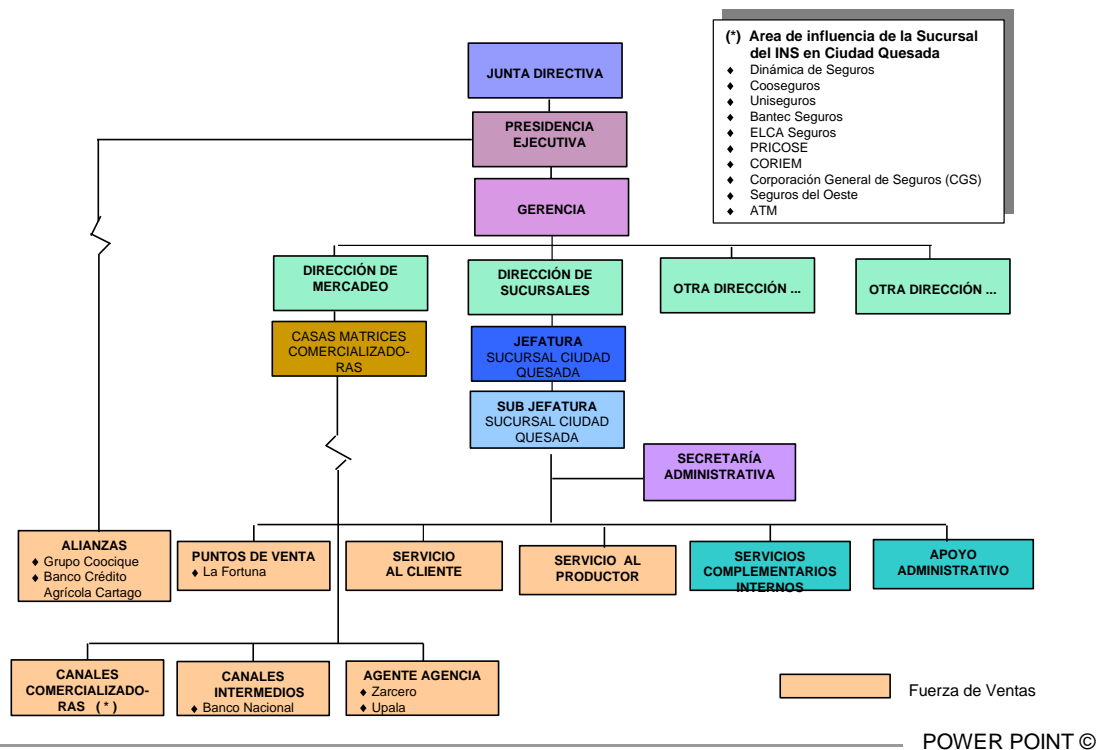 (*) Area de influencia de la Sucursal
del INS en Ciudad Quesada
♦ Dinámica de Seguros
♦ Cooseguros
♦ Uniseguros
♦ Bantec Seguros
♦ ELCA Seguros
♦ PRICOSE
♦ CORIEM
♦ Corporación General de Seguros (CGS)
♦ Seguros del Oeste
♦ ATM
JUNTA DIRECTIVA
PRESIDENCIA
EJECUTIVA
GERENCIA
DIRECCIÓN DE
MERCADEO
DIRECCIÓN DE
SUCURSALES
OTRA DIRECCIÓN ...
OTRA DIRECCIÓN ...
CASAS MATRICES
COMERCIALIZADO-
RAS
JEFATURA
SUCURSAL CIUDAD
QUESADA
SUB JEFATURA
SUCURSAL CIUDAD
QUESADA
SECRETARÍA
ADMINISTRATIVA
ALIANZAS
♦ Grupo Coocique
♦ Banco Crédito
Agrícola Cartago
PUNTOS DE VENTA
♦ La Fortuna
SERVICIO
AL CLIENTE
SERVICIO AL
PRODUCTOR
SERVICIOS
COMPLEMENTARIOS
INTERNOS
APOYO
ADMINISTRATIVO
CANALES
COMERCIALIZADO-
RAS ( * )
CANALES
INTERMEDIOS
♦ Banco Nacional
AGENTE AGENCIA
♦ Zarcero
♦ Upala
Fuerza de Ventas
POWER POINT ©